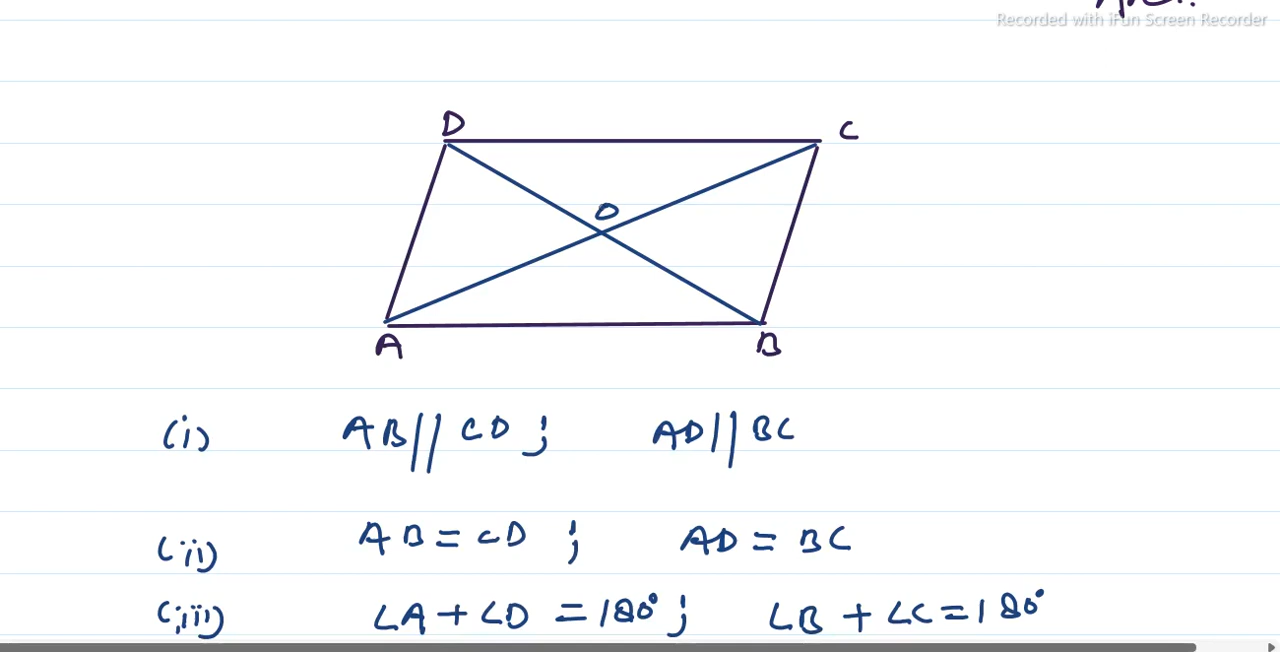 Recorded with iFun Screen Recorder
D C
O
A B
(i) AB // CD ; AD // BC
(ii) AB = CD ; AD = BC
(iii) ∠A + ∠D = 180° ; ∠B + ∠C = 180°